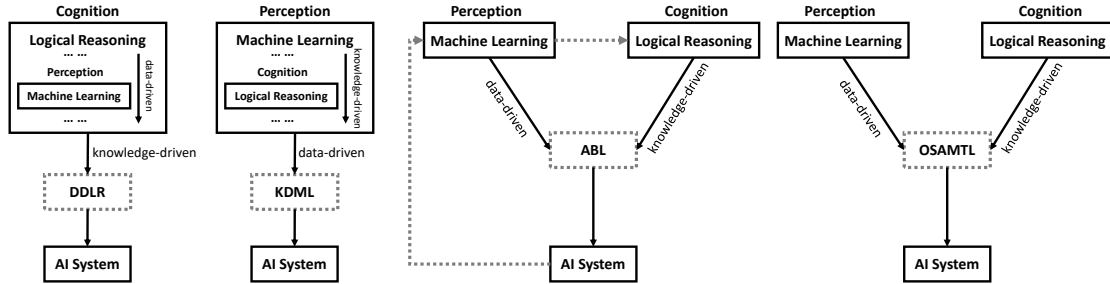 Cognition
Logical Reasoning
... ...
Perception
Machine Learning
... ...
data-driven
knowledge-driven
DDLR
AI System
Perception
Machine Learning
... ...
Cognition
Logical Reasoning
... ...
knowledge-driven
data-driven
KDML
AI System
Perception
Cognition
Machine Learning
Logical Reasoning
data-driven
knowledge-driven
ABL
AI System
Perception
Cognition
Machine Learning
Logical Reasoning
data-driven
knowledge-driven
OSAMTL
AI System